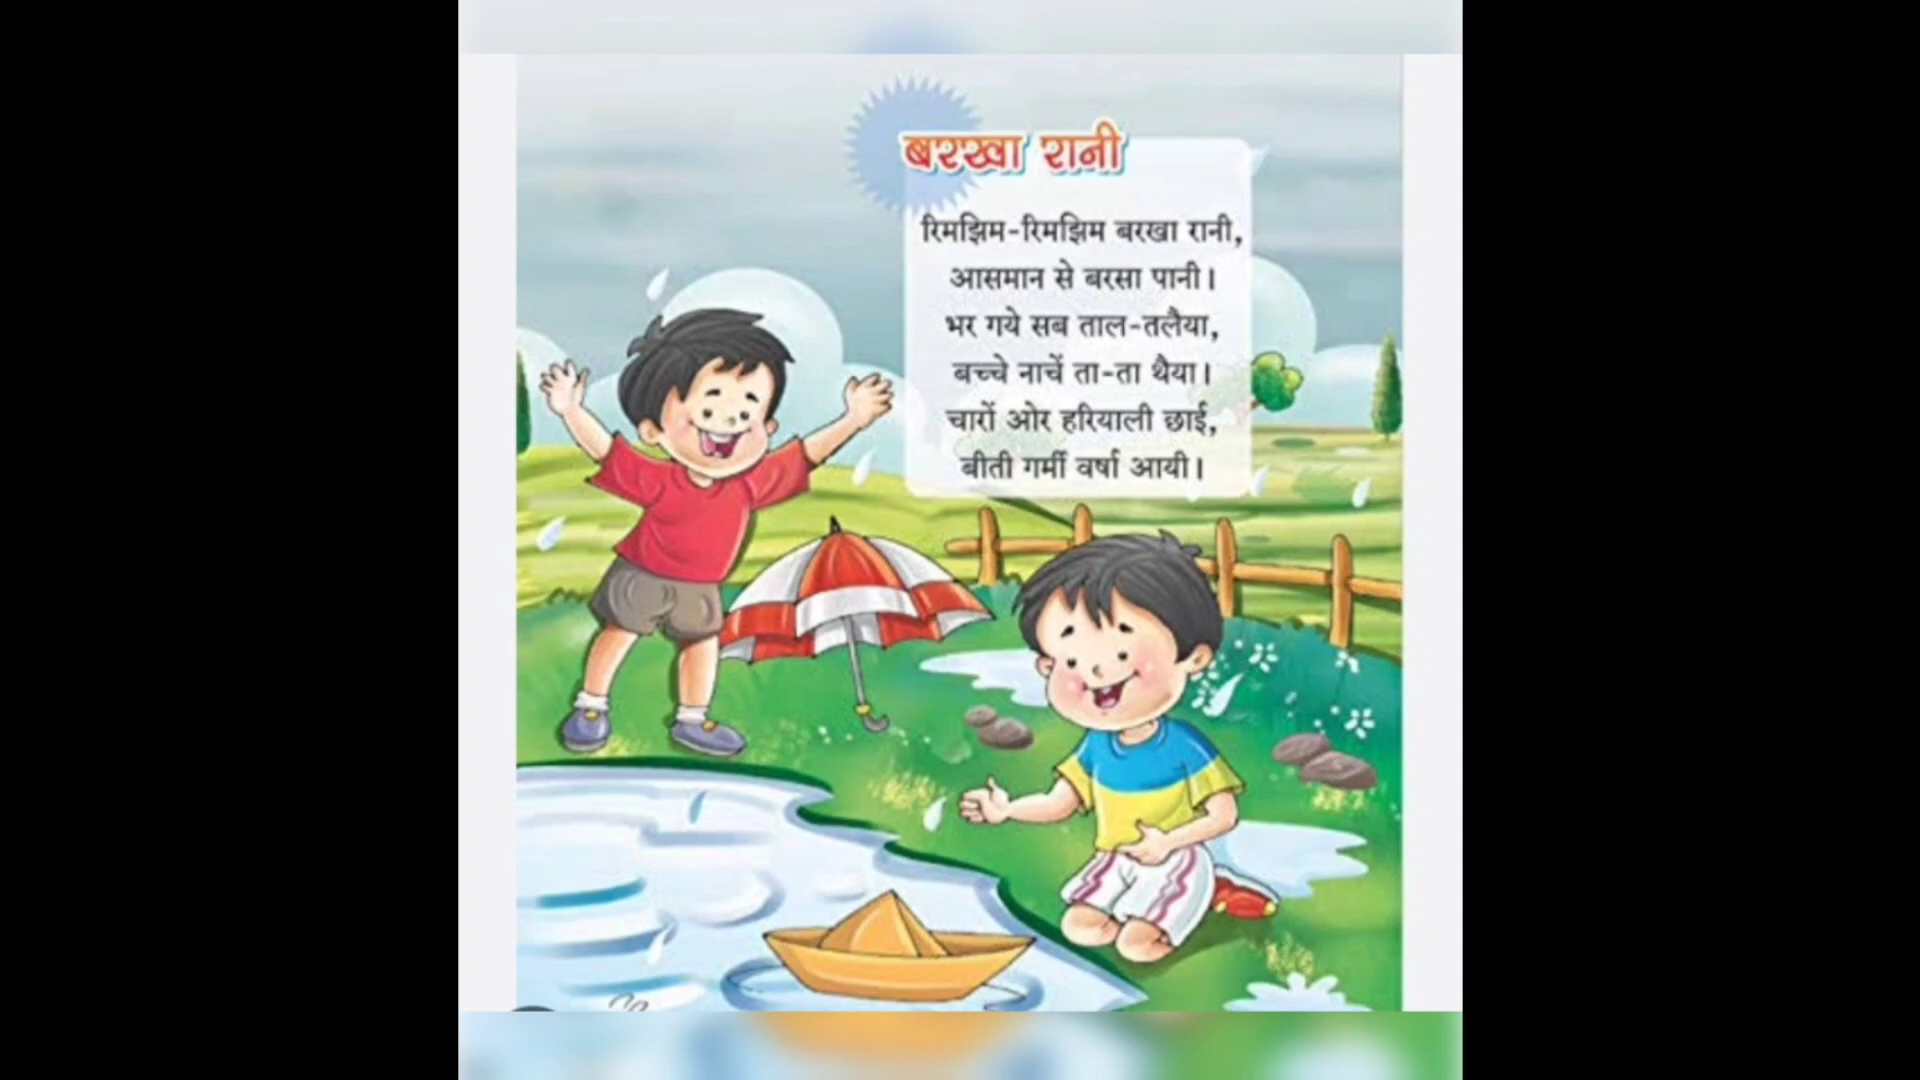 बरखा रानी
रिमझिम-रिमझिम बरखा रानी,
आसमान से बरसा पानी।
भर गये सब ताल-तलैया,
बच्चे नाचें ता-ता थैया।
चारों ओर हरियाली छाई,
बीती गर्मी वर्षा आयी।